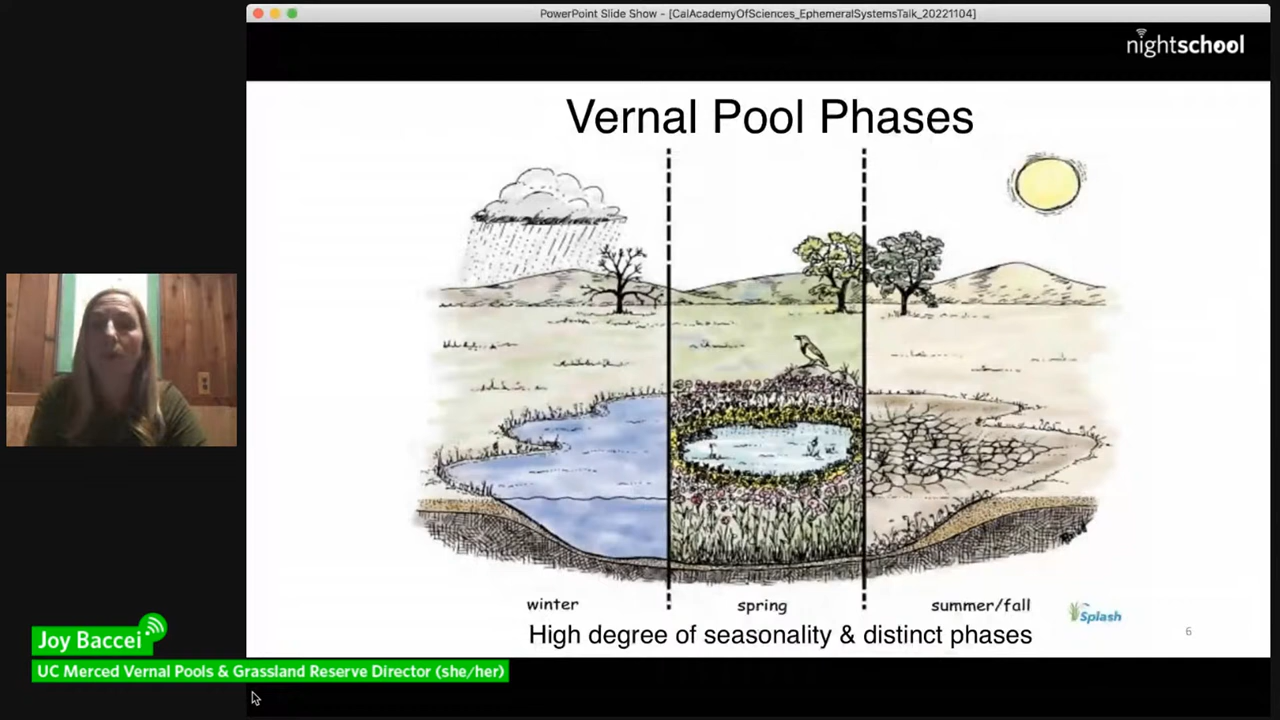 PowerPoint Slide Show - [CalAcademyOfSciences_EphemeralSystemsTalk_20221104]
nightschool
Vernal Pool Phases
winter
spring
summer/fall
Splash
High degree of seasonality & distinct phases
6
Joy Baccei
UC Merced Vernal Pools & Grassland Reserve Director (she/her)